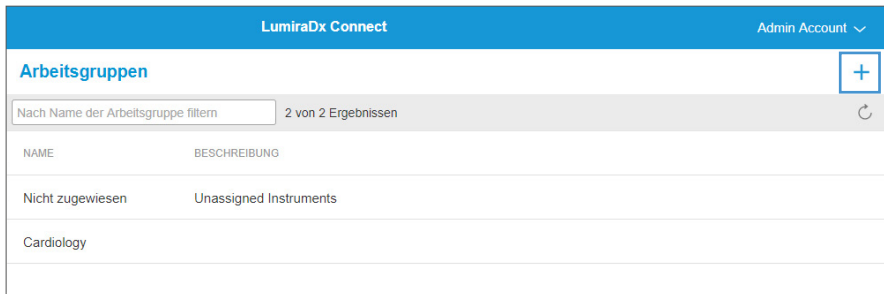 LumiraDx Connect
Admin Account
Arbeitsgruppen
+
Nach Name der Arbeitsgruppe filtern
2 von 2 Ergebnissen
NAME BESCHREIBUNG
Nicht zugewiesen Unassigned Instruments
Cardiology